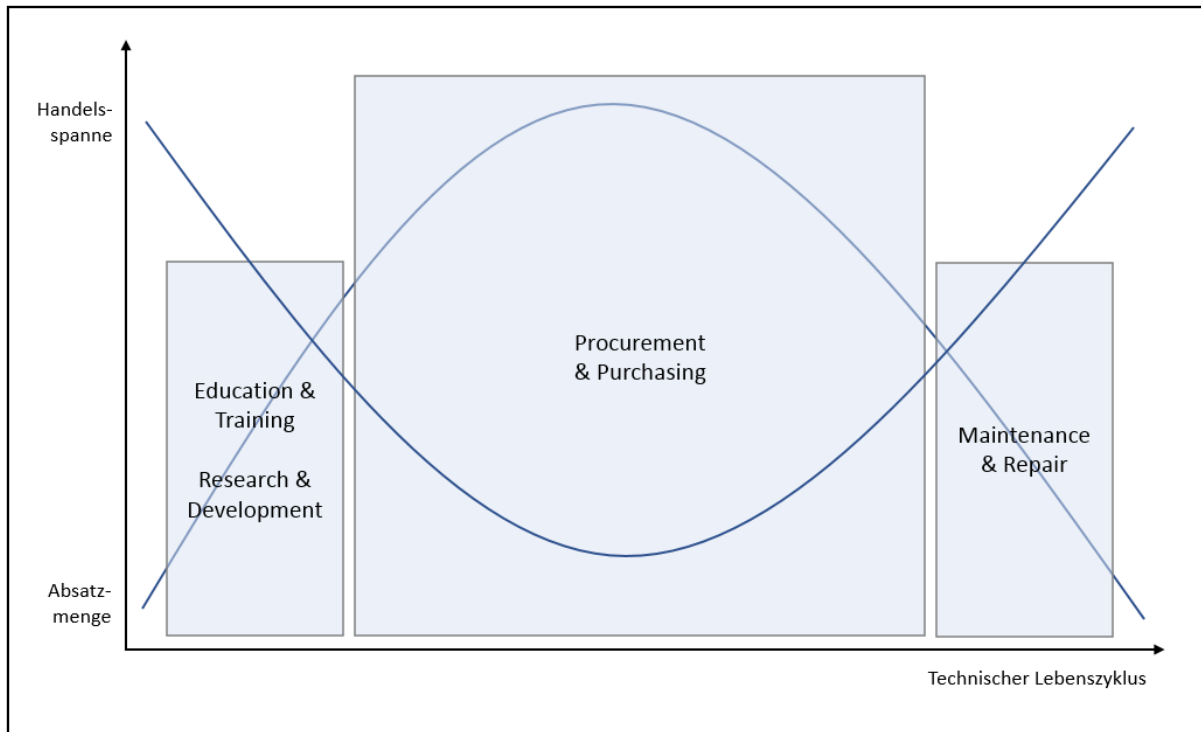 Handels-
spanne
Procurement
& Purchasing
Education &
Training
Research &
Development
Maintenance
& Repair
Absatz-
menge
Technischer Lebenszyklus